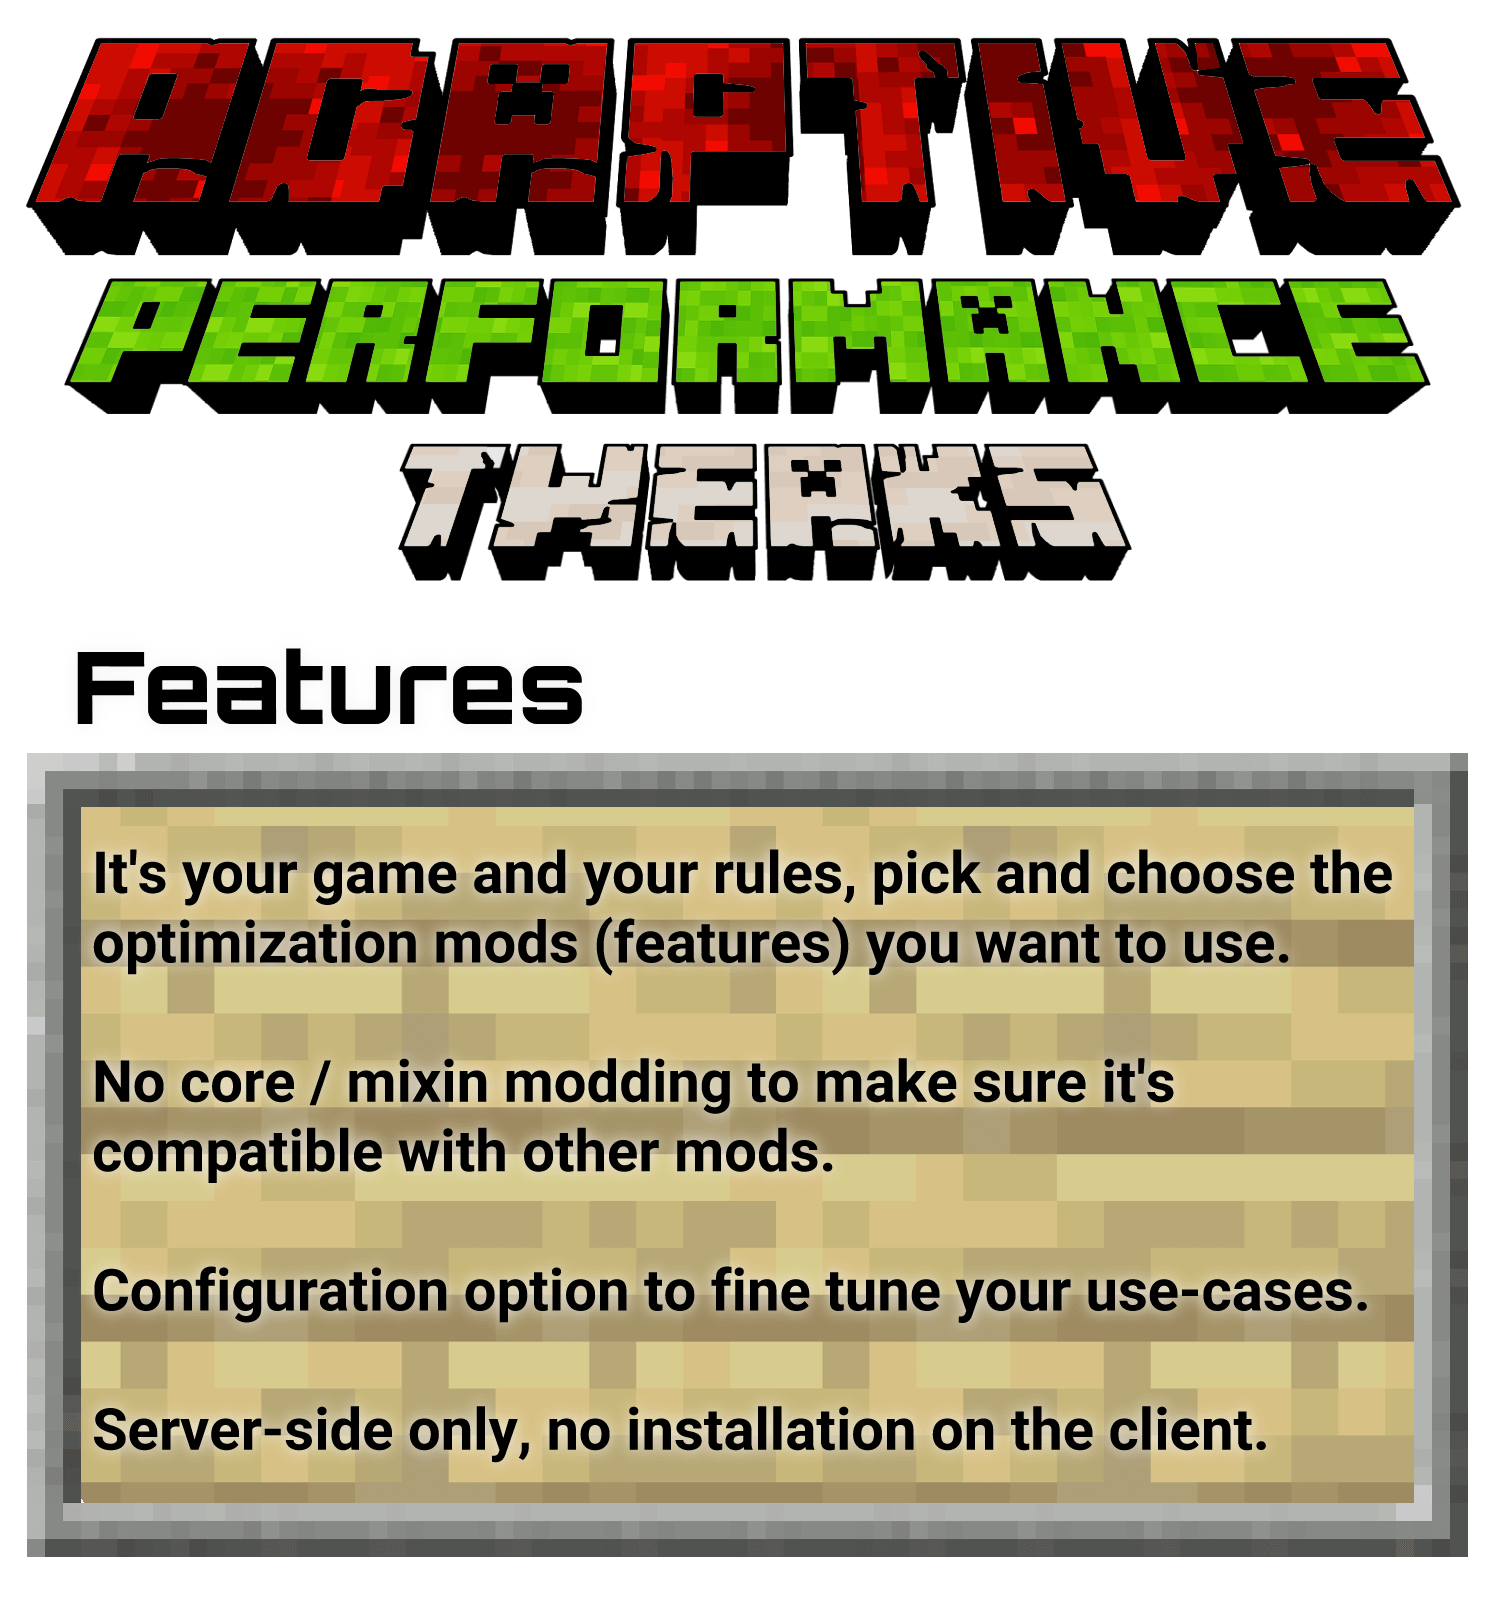 ADAPTIVE
PERFORMANCE
TWEAKS
Features
It's your game and your rules, pick and choose the
optimization mods (features) you want to use.
No core / mixin modding to make sure it's
compatible with other mods.
Configuration option to fine tune your use-cases.
Server-side only, no installation on the client.